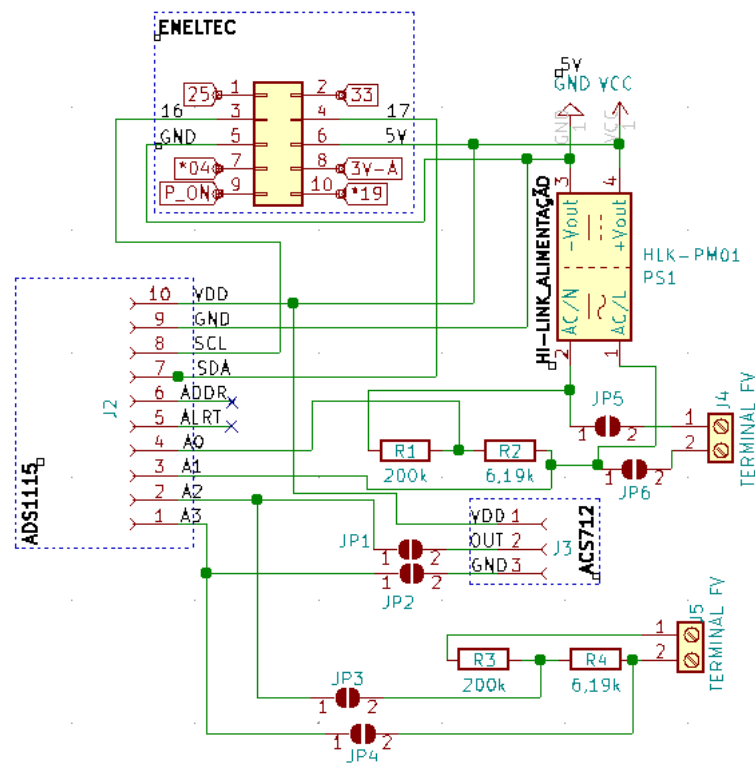 ENELTEC
25 1 2 33
16 3 4 17
GND 5 6 5V
*04 7 8 3V-A
P_ON 9 10 *19
5V
GND VCC
GND 1 VCC 1
3 4
-Vout +Vout
AC/N AC/L
2 1
HI-LINK_ALIMENTAÇÃO
HLK-PM01
PS1
10 VDD
9 GND
8 SCL
7 SDA
6 ADDR
5 ALRT
4 A0
3 A1
2 A2
1 A3
J2
ADS1115
R1
200k
R2
6,19k
JP5
1 2
JP6
1 2
J4
1
2
TERMINAL FV
VDD 1
OUT 2
GND 3
J3
ACS712
JP1
1 2
JP2
1 2
J5
1
2
TERMINAL FV
R3
200k
R4
6,19k
JP3
1 2
JP4
1 2